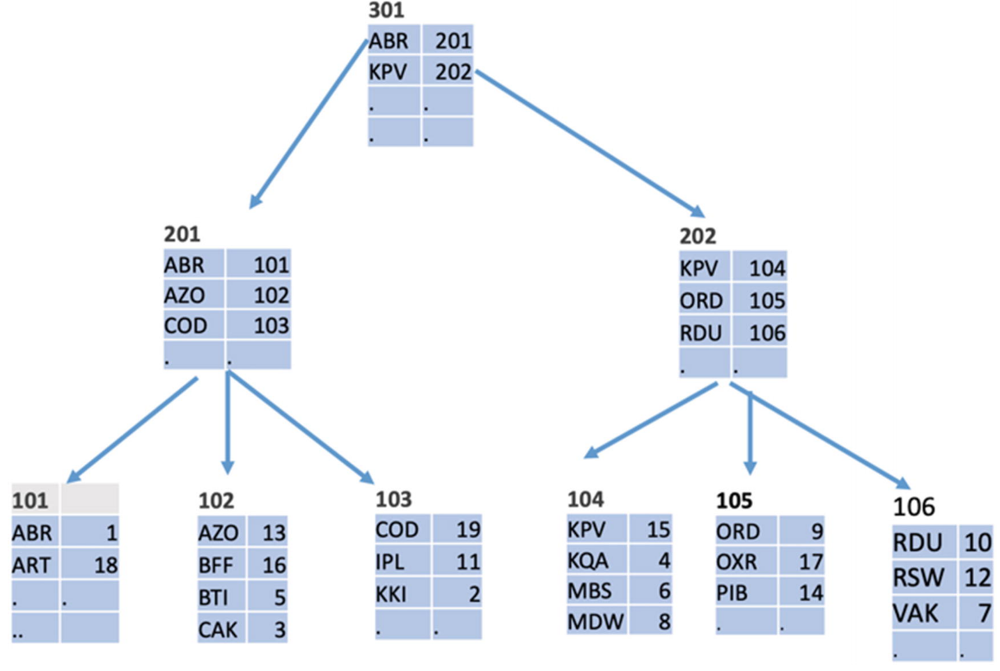 301
ABR 201
KPV 202
. .
. .
201
ABR 101
AZO 102
COD 103
. .
202
KPV 104
ORD 105
RDU 106
. .
101
ABR 1
ART 18
. .
..
102
AZO 13
BFF 16
BTI 5
CAK 3
103
COD 19
IPL 11
KKI 2
. .
104
KPV 15
KQA 4
MBS 6
MDW 8
105
ORD 9
OXR 17
PIB 14
. .
106
RDU 10
RSW 12
VAK 7
. .